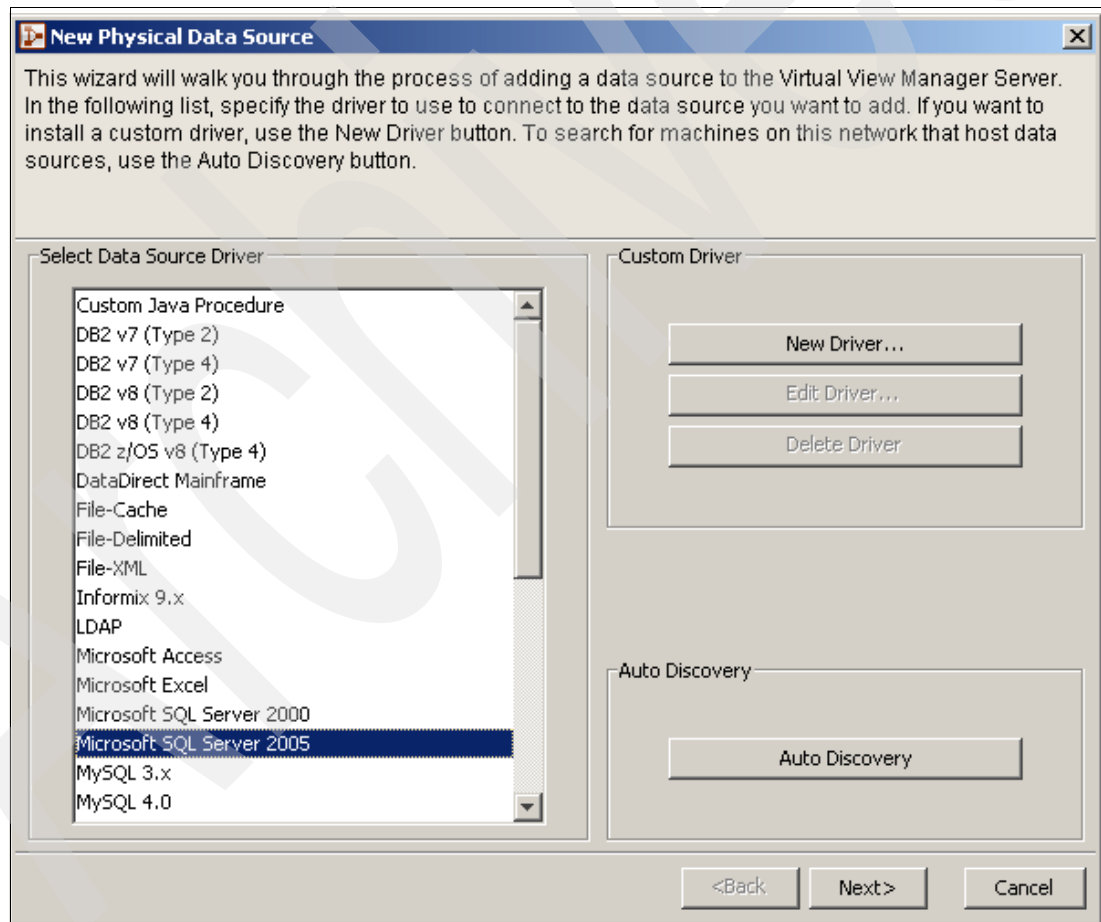 New Physical Data Source
This wizard will walk you through the process of adding a data source to the Virtual View Manager Server.
In the following list, specify the driver to use to connect to the data source you want to add. If you want to
install a custom driver, use the New Driver button. To search for machines on this network that host data
sources, use the Auto Discovery button.
Select Data Source Driver
Custom Java Procedure
DB2 v7 (Type 2)
DB2 v7 (Type 4)
DB2 v8 (Type 2)
DB2 v8 (Type 4)
DB2 z/OS v8 (Type 4)
DataDirect Mainframe
File-Cache
File-Delimited
File-XML
Informix 9.x
LDAP
Microsoft Access
Microsoft Excel
Microsoft SQL Server 2000
Microsoft SQL Server 2005
MySQL 3.x
MySQL 4.0
Custom Driver
New Driver...
Edit Driver...
Delete Driver
Auto Discovery
Auto Discovery
<Back
Next>
Cancel